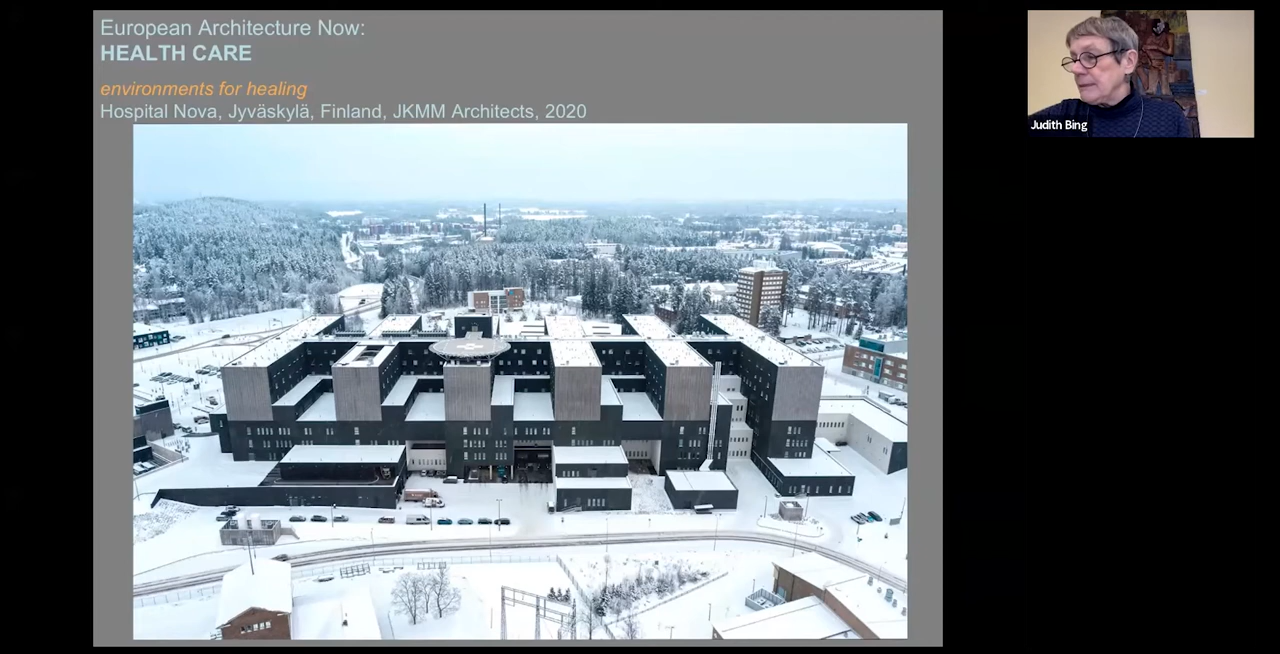 European Architecture Now:
HEALTH CARE
environments for healing
Hospital Nova, Jyväskylä, Finland, JKMM Architects, 2020
Judith Bing